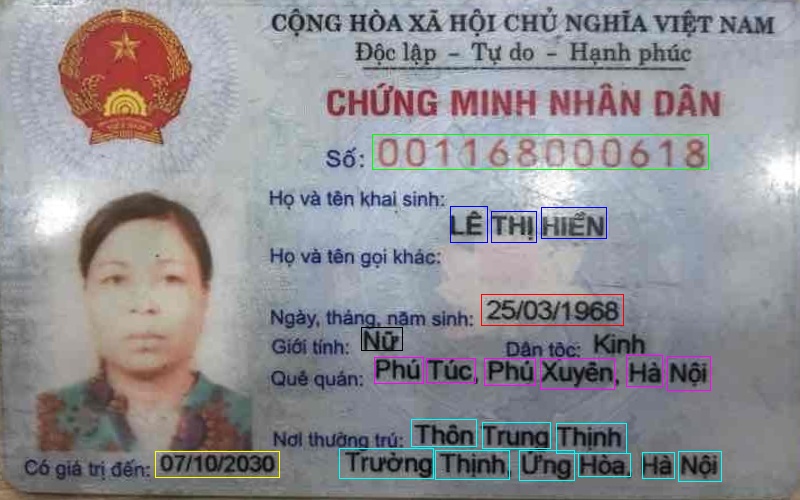 CỘNG HÒA XÃ HỘI CHỦ NGHĨA VIỆT NAM
Độc lập - Tự do - Hạnh phúc
CHỨNG MINH NHÂN DÂN
Số: 001168000618
Họ và tên khai sinh:
LÊ THỊ HIỀN
Họ và tên gọi khác:
Ngày, tháng, năm sinh: 25/03/1968
Giới tính: Nữ Dân tộc: Kinh
Quê quán: Phú Túc, Phú Xuyên, Hà Nội
Nơi thường trú: Thôn Trung Thịnh
Trường Thịnh, Ứng Hòa, Hà Nội
Có giá trị đến: 07/10/2030